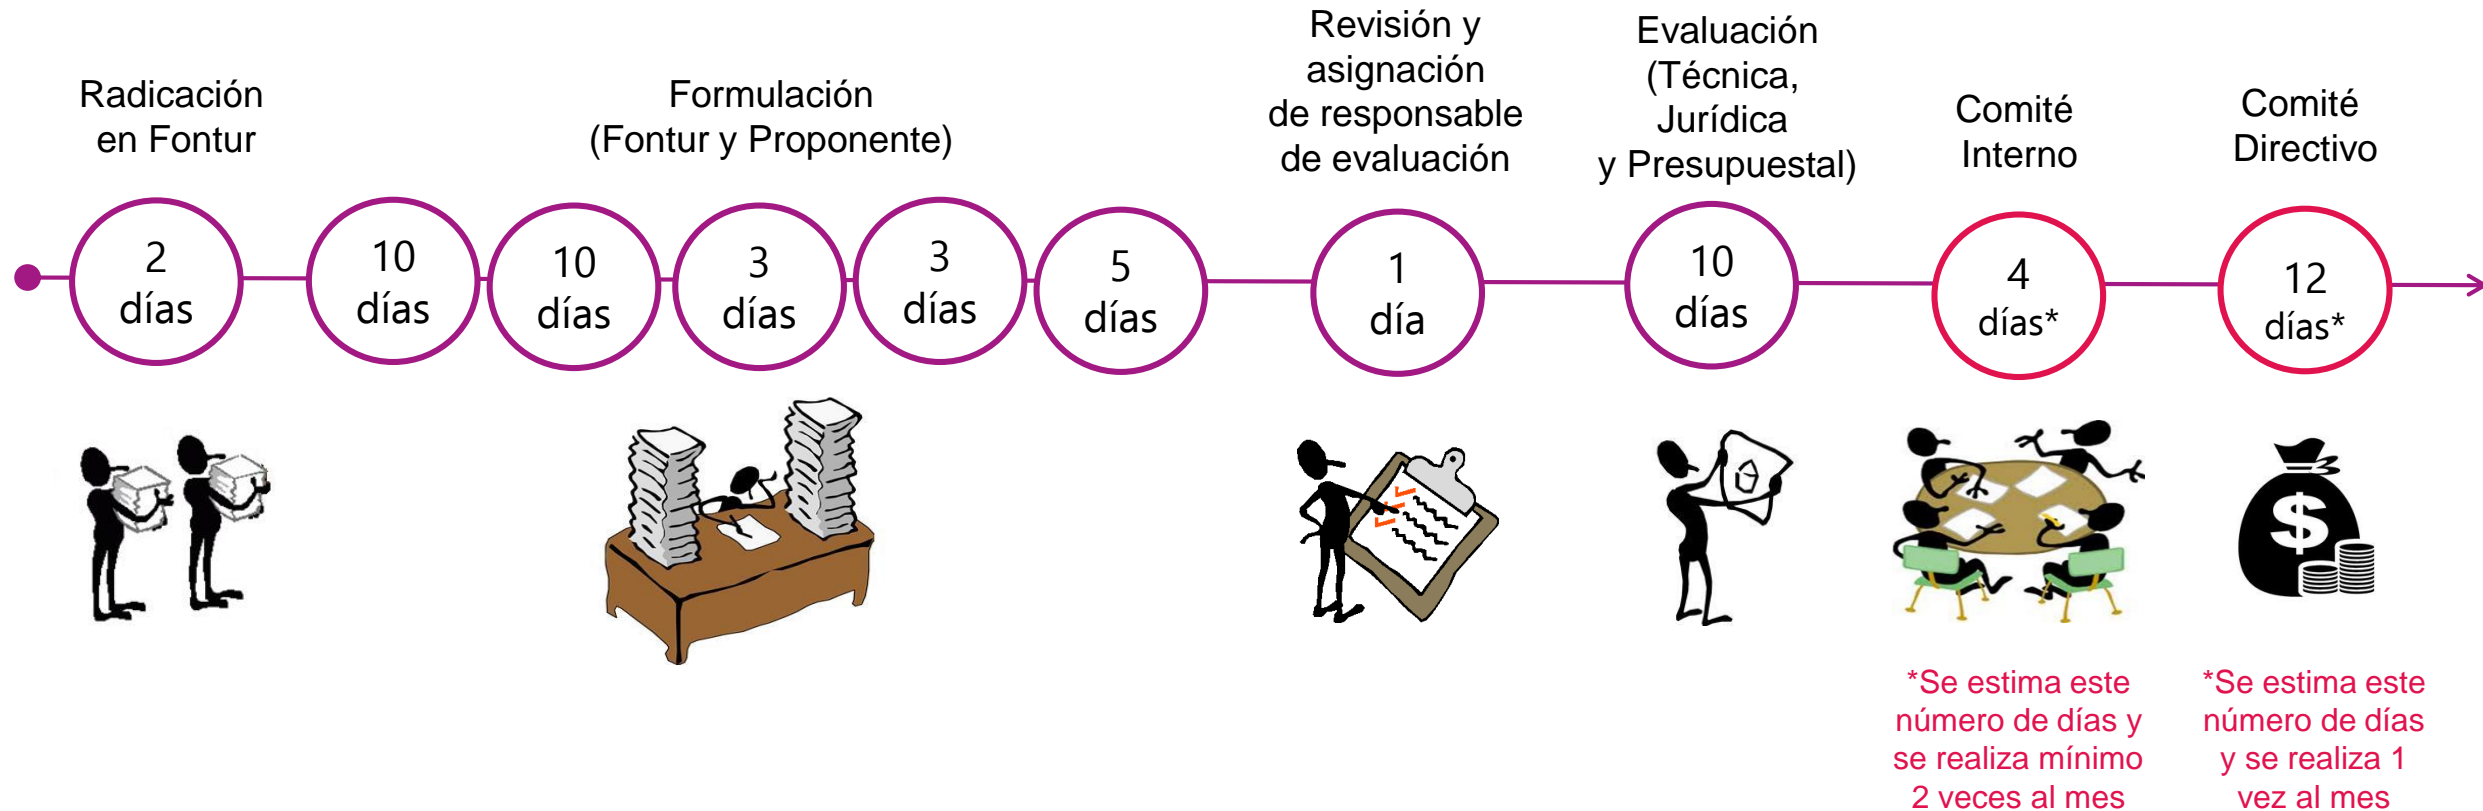 Radicación
en Fontur
Formulación
(Fontur y Proponente)
Revisión y
asignación
de responsable
de evaluación
Evaluación
(Técnica,
Jurídica
y Presupuestal)
Comité
Interno
Comité
Directivo
2
días
10
días
10
días
3
días
3
días
5
días
1
día
10
días
4
días*
12
días*
$
*Se estima este
número de días y
se realiza mínimo
2 veces al mes
*Se estima este
número de días
y se realiza 1
vez al mes